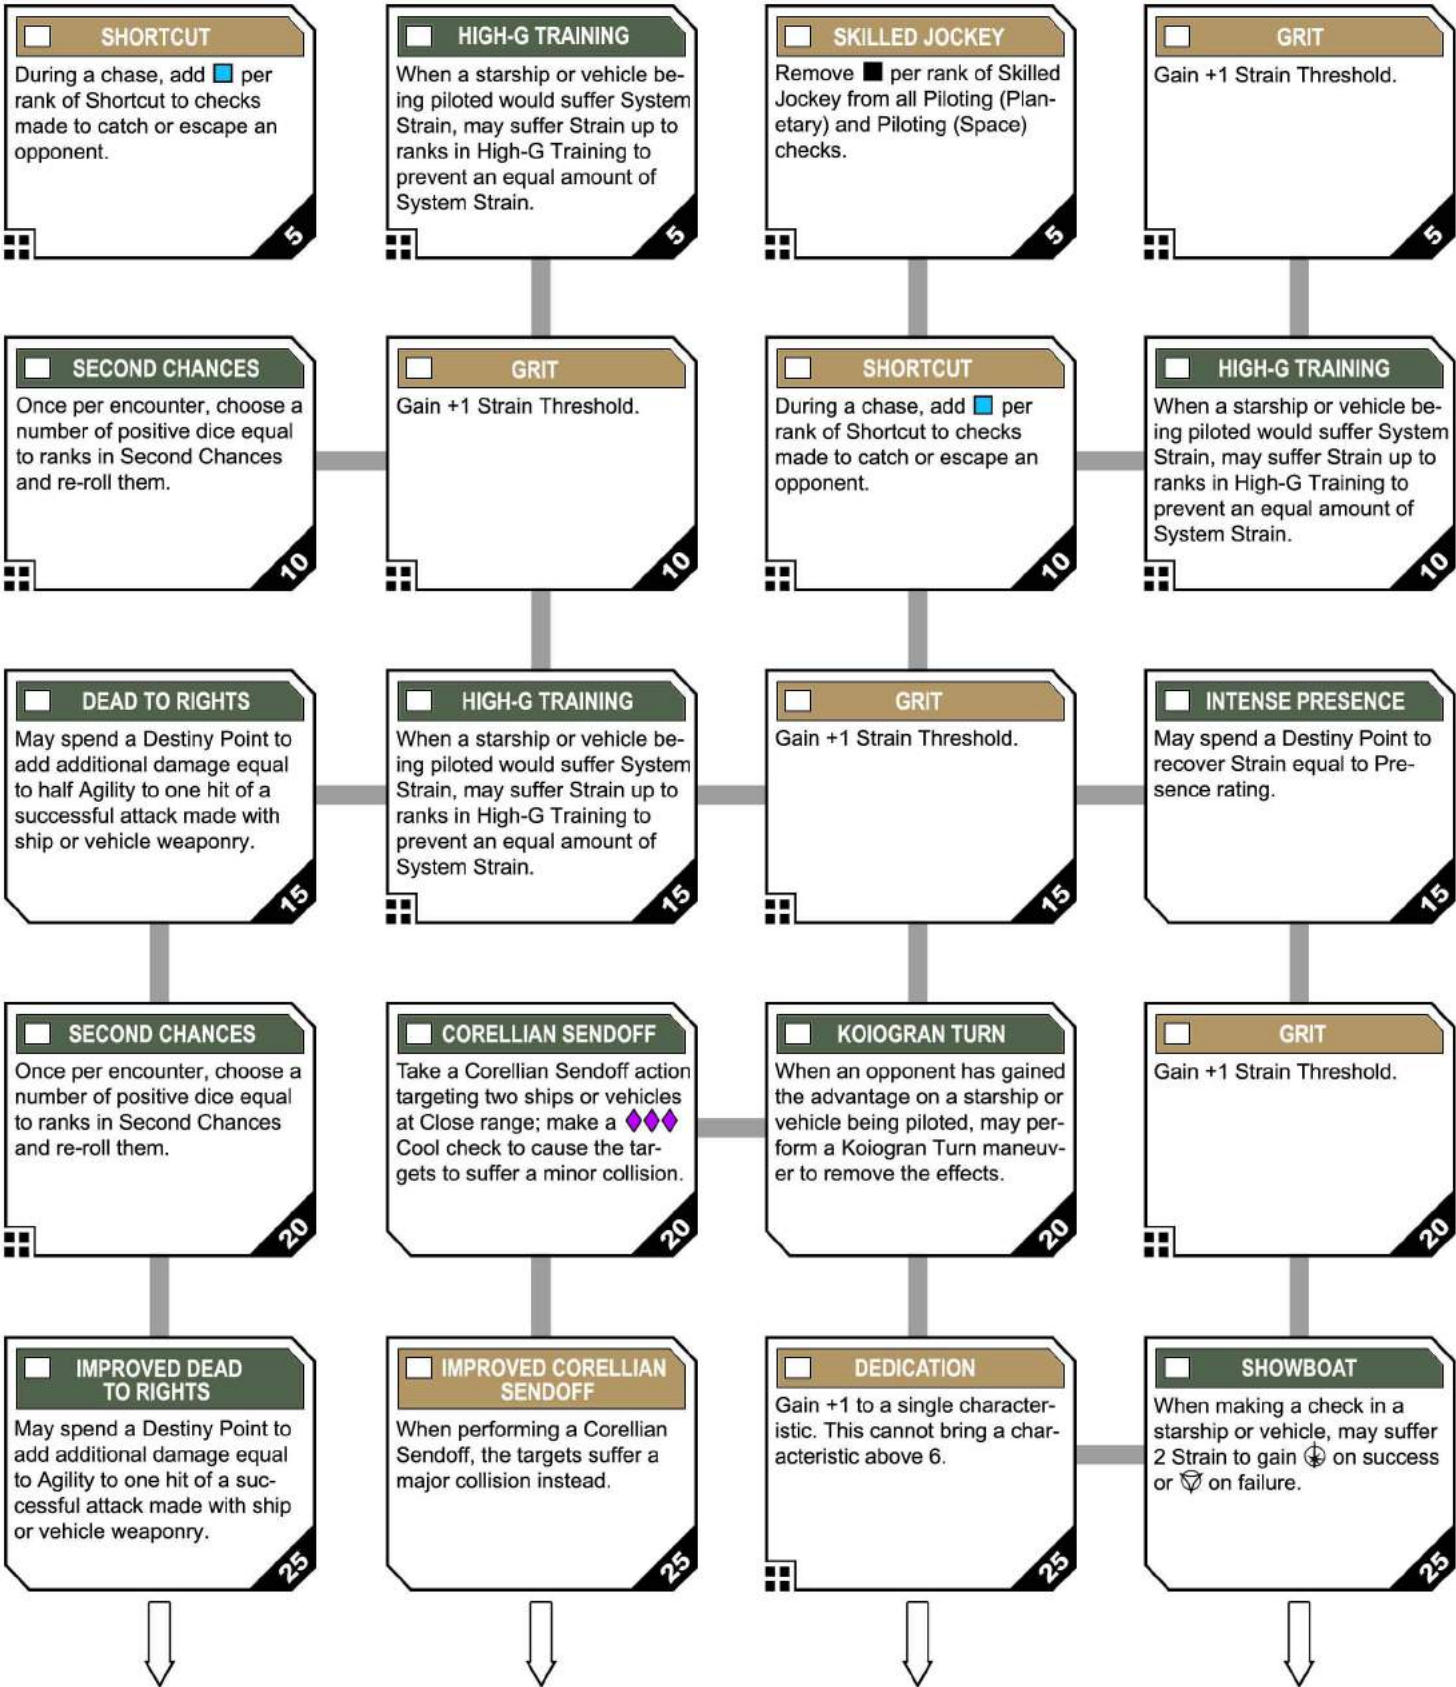 SHORTCUT
During a chase, add per
rank of Shortcut to checks
made to catch or escape an
opponent.
5
HIGH-G TRAINING
When a starship or vehicle be-
ing piloted would suffer System
Strain, may suffer Strain up to
ranks in High-G Training to
prevent an equal amount of
System Strain.
5
SKILLED JOCKEY
Remove per rank of Skilled
Jockey from all Piloting (Plan-
etary) and Piloting (Space)
checks.
5
GRIT
Gain +1 Strain Threshold.
5
SECOND CHANCES
Once per encounter, choose a
number of positive dice equal
to ranks in Second Chances
and re-roll them.
10
GRIT
Gain +1 Strain Threshold.
10
SHORTCUT
During a chase, add per
rank of Shortcut to checks
made to catch or escape an
opponent.
10
HIGH-G TRAINING
When a starship or vehicle be-
ing piloted would suffer System
Strain, may suffer Strain up to
ranks in High-G Training to
prevent an equal amount of
System Strain.
10
DEAD TO RIGHTS
May spend a Destiny Point to
add additional damage equal
to half Agility to one hit of a
successful attack made with
ship or vehicle weaponry.
15
HIGH-G TRAINING
When a starship or vehicle be-
ing piloted would suffer System
Strain, may suffer Strain up to
ranks in High-G Training to
prevent an equal amount of
System Strain.
15
GRIT
Gain +1 Strain Threshold.
15
INTENSE PRESENCE
May spend a Destiny Point to
recover Strain equal to Pre-
sence rating.
15
SECOND CHANCES
Once per encounter, choose a
number of positive dice equal
to ranks in Second Chances
and re-roll them.
20
CORELLIAN SENDOFF
Take a Corellian Sendoff action
targeting two ships or vehicles
at Close range; make a
Cool check to cause the tar-
gets to suffer a minor collision.
20
KOIOGRAN TURN
When an opponent has gained
the advantage on a starship or
vehicle being piloted, may per-
form a Koiogran Turn maneuv-
er to remove the effects.
20
GRIT
Gain +1 Strain Threshold.
20
IMPROVED DEAD
TO RIGHTS
May spend a Destiny Point to
add additional damage equal
to Agility to one hit of a suc-
cessful attack made with ship
or vehicle weaponry.
25
IMPROVED CORELLIAN
SENDOFF
When performing a Corellian
Sendoff, the targets suffer a
major collision instead.
25
DEDICATION
Gain +1 to a single character-
istic. This cannot bring a char-
acteristic above 6.
25
SHOWBOAT
When making a check in a
starship or vehicle, may suffer
2 Strain to gain on success
or on failure.
25